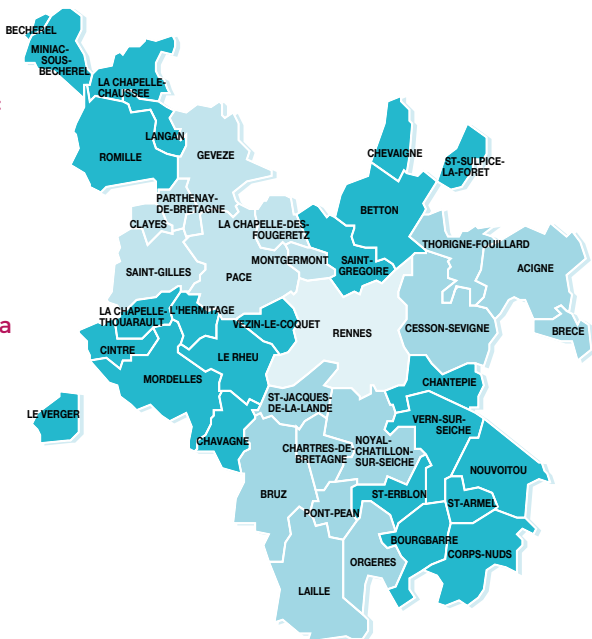 BECHEREL
MINIAC-
SOUS-
BECHEREL
LA CHAPELLE-
CHAUSSEE
LANGAN
ROMILLE
GEVEZE
CHEVAIGNE
ST-SULPICE-
LA-FORET
PARTHENAY-
DE-BRETAGNE
BETTON
CLAYES
LA CHAPELLE-DES-
FOUGERETZ
THORIGNE-FOUILLARD
MONTGERMONT
SAINT-
GREGOIRE
ACIGNE
SAINT-GILLES
PACE
LA CHAPELLE-
THOUARAULT
L'HERMITAGE
VEZIN-LE-COQUET
RENNES
CESSON-SEVIGNE
BRECE
a
CINTRE
LE RHEU
MORDELLES
CHANTEPIE
ST-JACQUES-
DE-LA-LANDE
LE VERGER
VERN-SUR-
SEICHE
CHAVAGNE
CHARTRES-DE-
BRETAGNE
NOYAL-
CHATILLON-
SUR-SEICHE
NOUVOITOU
BRUZ
ST-ERBLON
ST-ARMEL
PONT-PEAN
BOURGBARRE
CORPS-NUDS
ORGERES
LAILLE